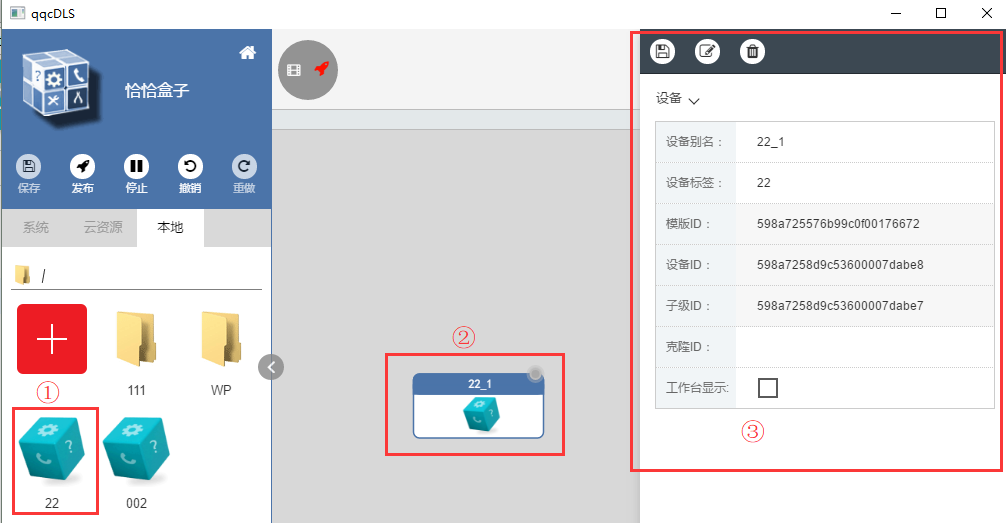 qqcDLS
恰恰盒子
保存 发布 停止 撤销 重做
系统 云资源 本地
/
111 WP
①
22 002
②
22_1
设备
设备别名： 22_1
设备标签： 22
模版ID： 598a725576b99c0f00176672
设备ID： 598a7258d9c53600007dabe8
子级ID： 598a7258d9c53600007dabe7
克隆ID：
工作台显示:
③